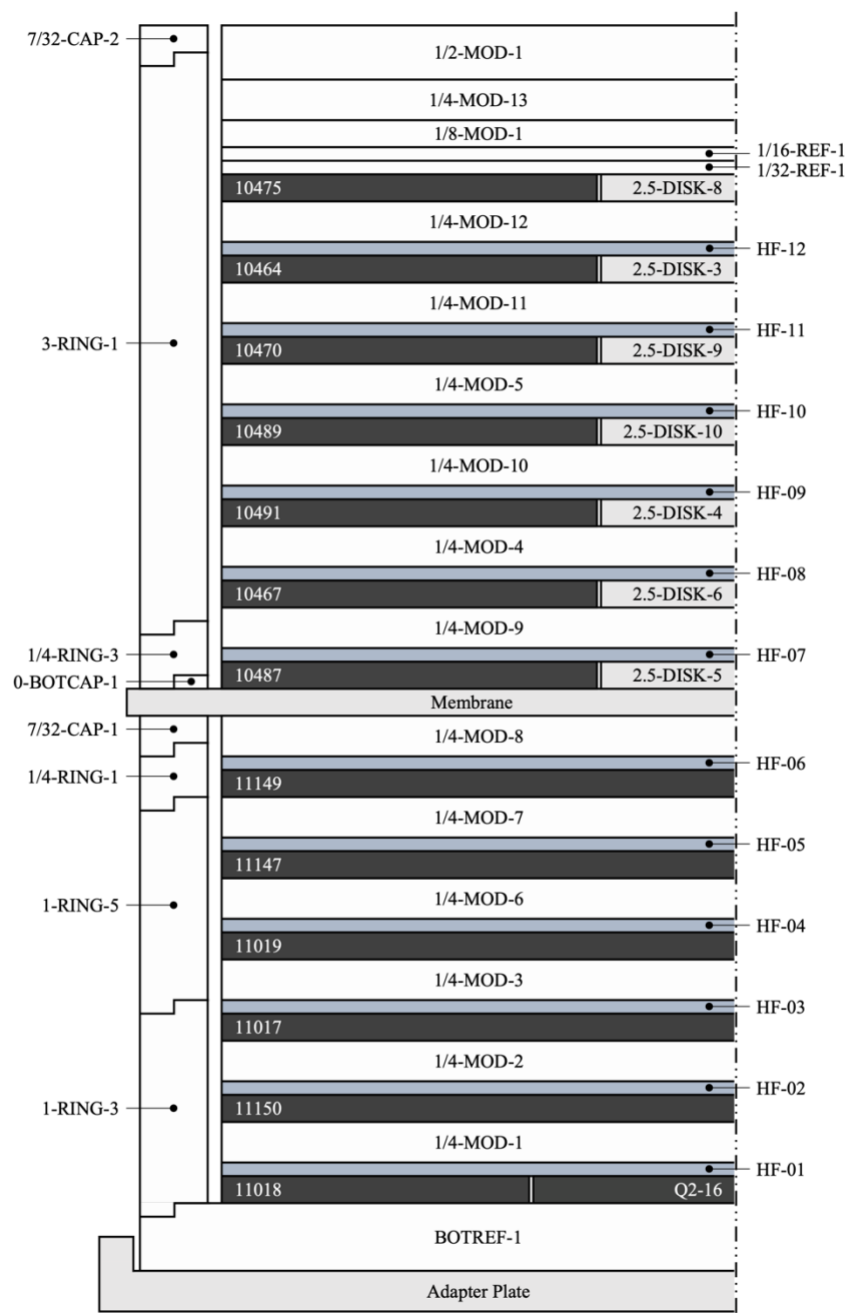 7/32-CAP-2
1/2-MOD-1
1/4-MOD-13
1/8-MOD-1
1/16-REF-1
1/32-REF-1
10475 2.5-DISK-8
1/4-MOD-12
HF-12
10464 2.5-DISK-3
1/4-MOD-11
HF-11
3-RING-1
10470 2.5-DISK-9
1/4-MOD-5
HF-10
10489 2.5-DISK-10
1/4-MOD-10
HF-09
10491 2.5-DISK-4
1/4-MOD-4
HF-08
10467 2.5-DISK-6
1/4-MOD-9
1/4-RING-3
HF-07
0-BOTCAP-1
10487 2.5-DISK-5
Membrane
7/32-CAP-1
1/4-MOD-8
HF-06
1/4-RING-1
11149
1/4-MOD-7
HF-05
11147
1/4-MOD-6
1-RING-5
HF-04
11019
1/4-MOD-3
HF-03
11017
1/4-MOD-2
HF-02
1-RING-3
11150
1/4-MOD-1
HF-01
11018 Q2-16
BOTREF-1
Adapter Plate